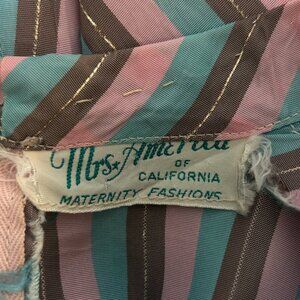 Mrs. America
OF
CALIFORNIA
MATERNITY FASHIONS